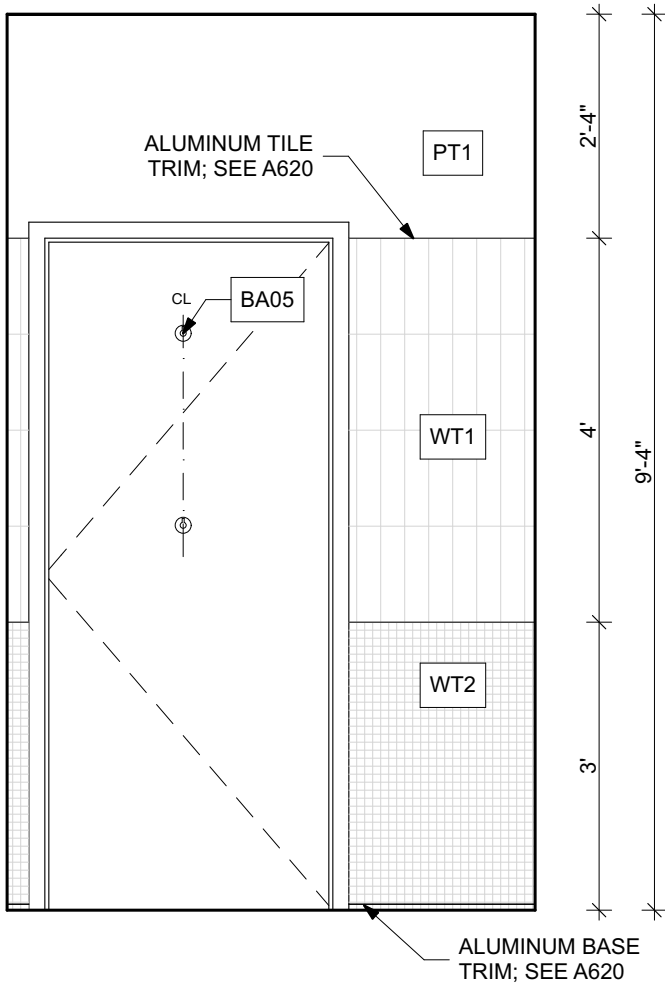 ALUMINUM TILE
TRIM; SEE A620
PT1
2'-4"
CL
BA05
WT1
4'
9'-4"
WT2
3'
ALUMINUM BASE
TRIM; SEE A620